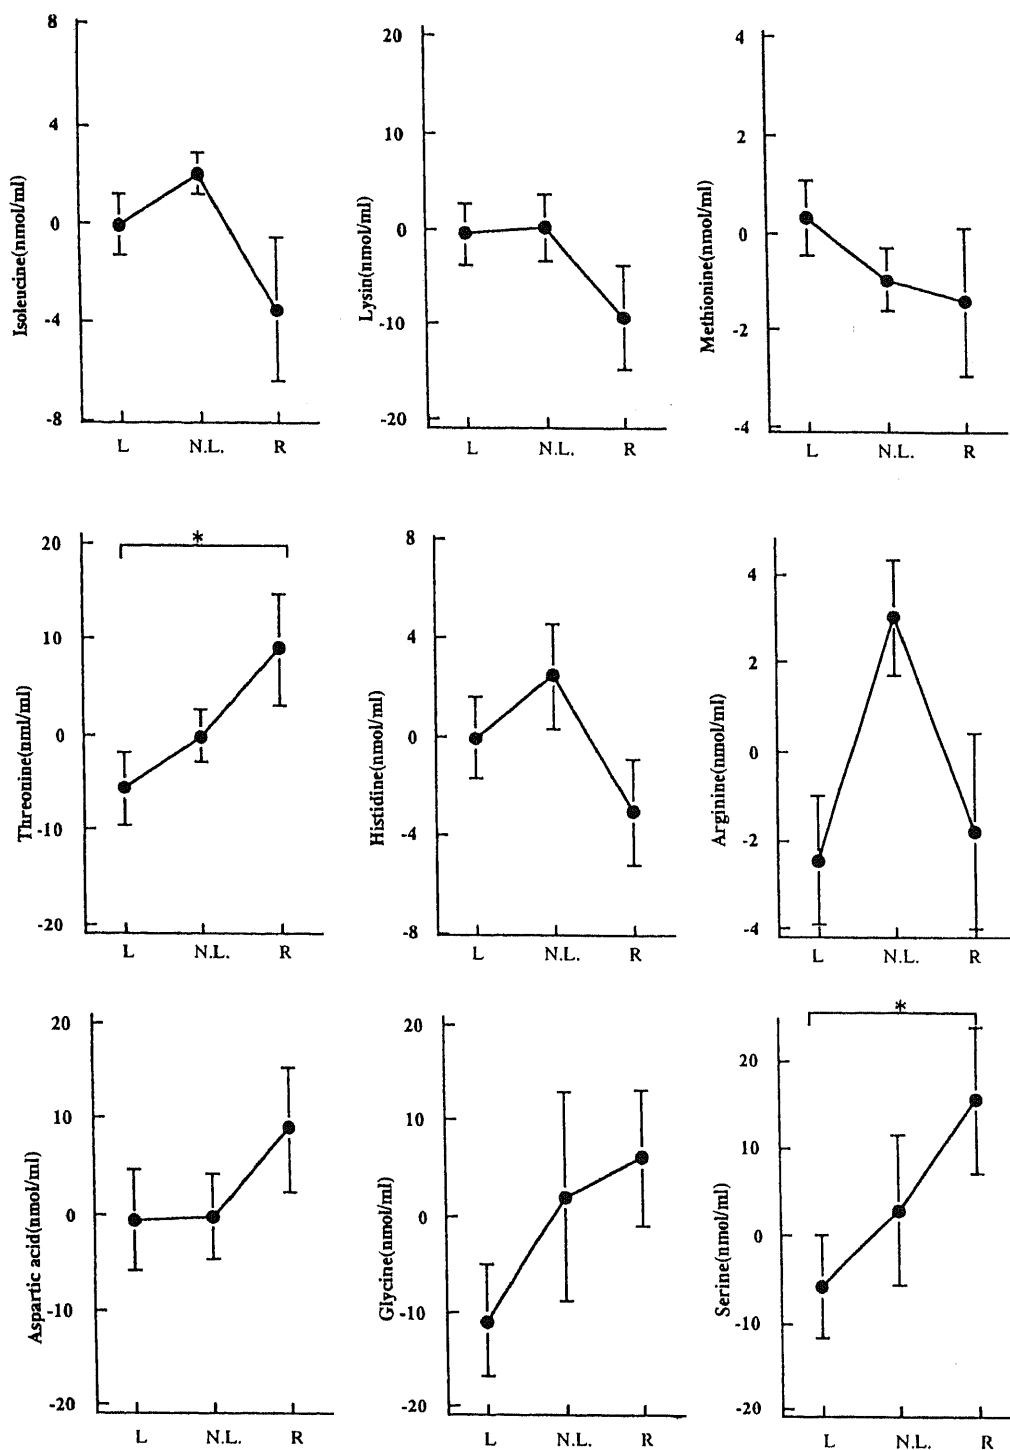 8
4
0
-4
-8
Isoleucine(nmol/ml)
L N.L. R
20
10
0
-10
-20
Lysin(nmol/ml)
L N.L. R
4
2
0
-2
-4
Methionine(nmol/ml)
L N.L. R
20
10
0
-10
-20
Threonine(nml/ml)
*
L N.L. R
8
4
0
-4
-8
Histidine(nmol/ml)
L N.L. R
4
2
0
-2
-4
Arginine(nmol/ml)
L N.L. R
20
10
0
-10
-20
Aspartic acid(nmol/ml)
L N.L. R
20
10
0
-10
-20
Glycine(nmol/ml)
L N.L. R
20
10
0
-10
-20
Serine(nmol/ml)
*
L N.L. R